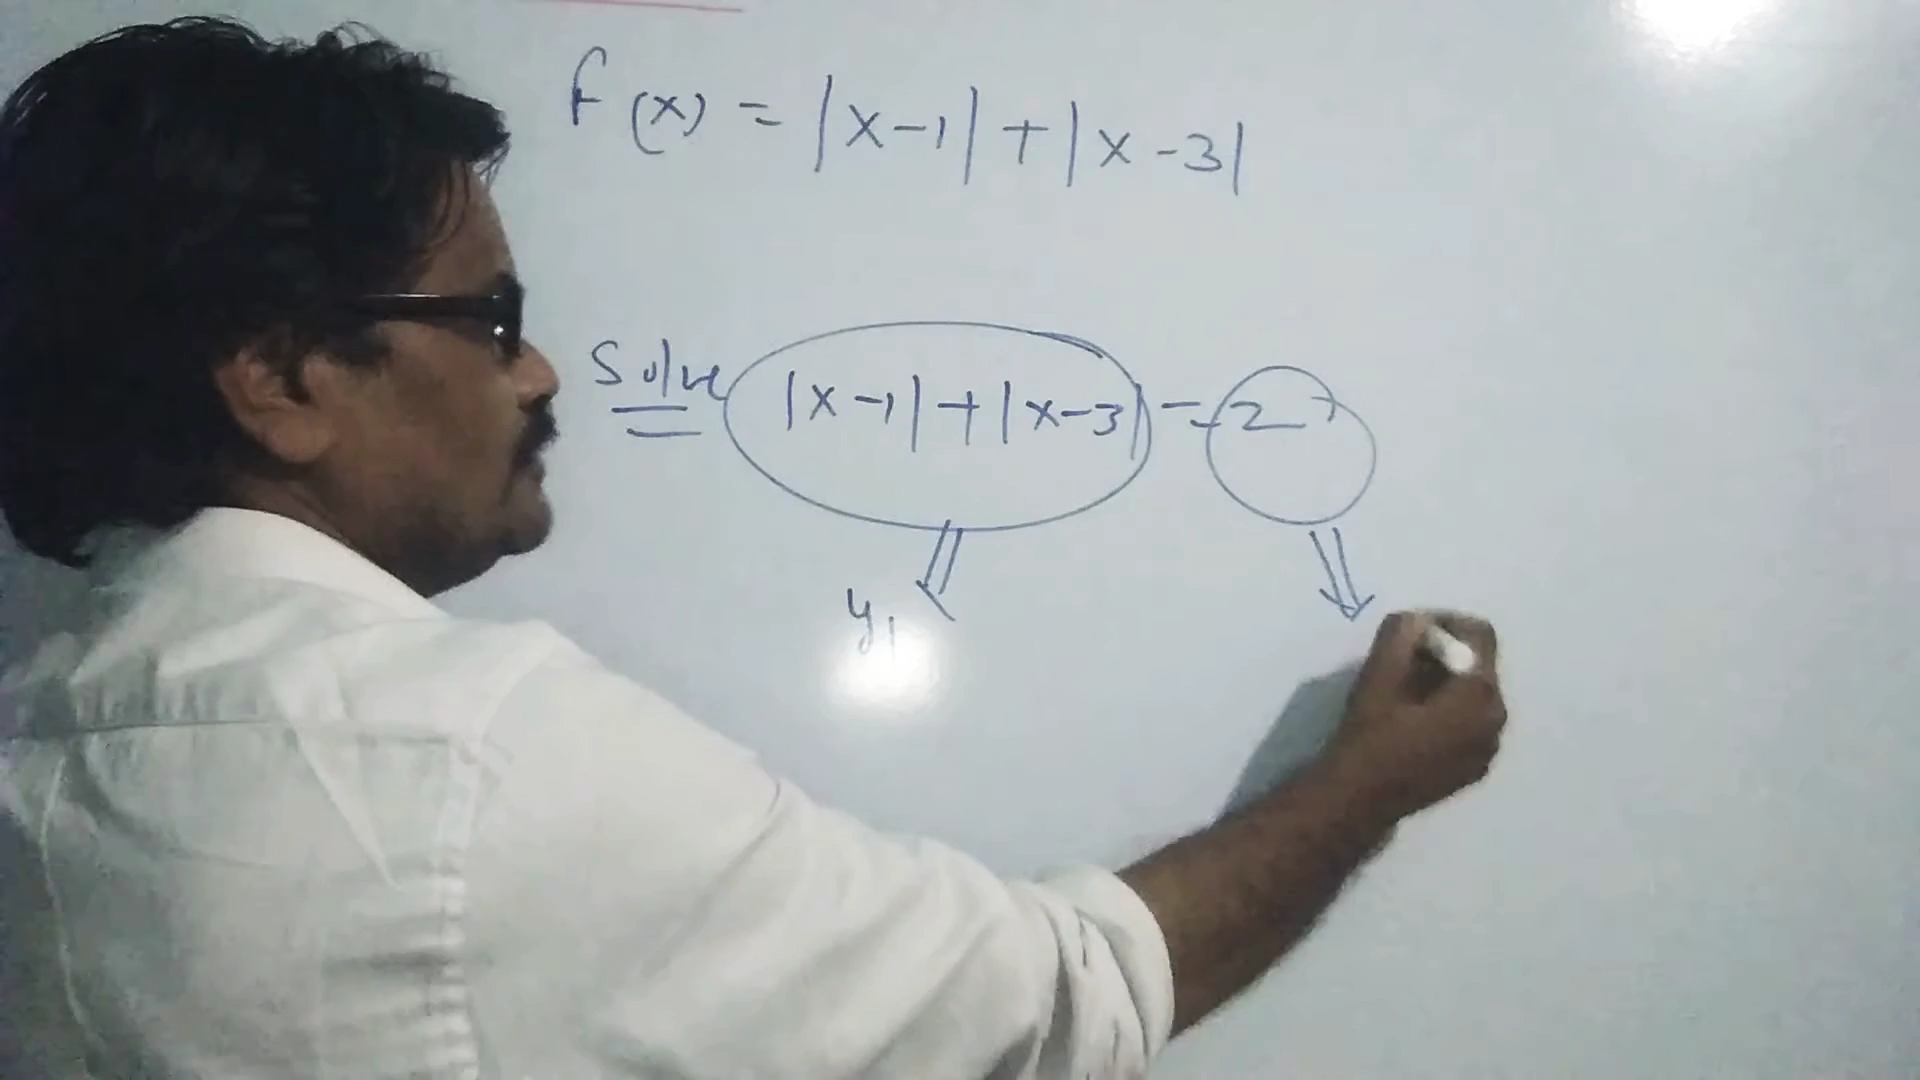 f(x) = |x-1| + |x-3|
Solve |x-1| + |x-3| = 2
y₁